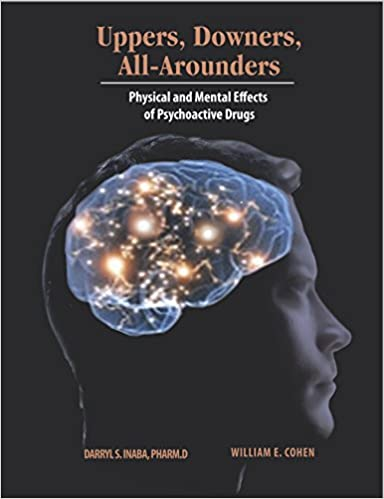 Uppers, Downers,
All-Arounders
Physical and Mental Effects
of Psychoactive Drugs
DARRYL S. INABA, PHARM.D
WILLIAM E. COHEN